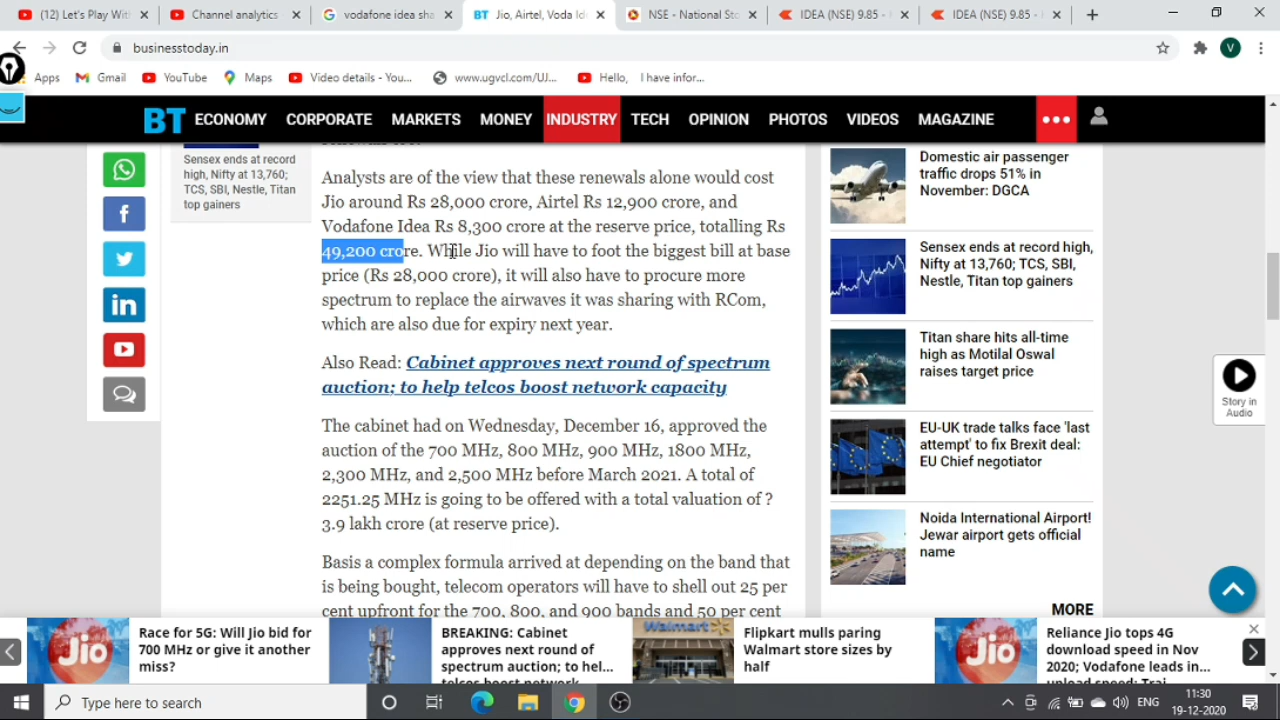 (12) Let's Play Wit
Channel analytics
vodafone idea sha
Jio, Airtel, Voda Id
NSE - National Sto
IDEA (NSE) 9.85 -
IDEA (NSE) 9.85 -
businesstoday.in
V
Apps
Gmail
YouTube
Maps
Video details - You...
www.ugvcl.com/UJ...
Hello, I have infor...
BT ECONOMY CORPORATE MARKETS MONEY INDUSTRY TECH OPINION PHOTOS VIDEOS MAGAZINE
Sensex ends at record
high, Nifty at 13,760;
TCS, SBI, Nestle, Titan
top gainers
Analysts are of the view that these renewals alone would cost
Jio around Rs 28,000 crore, Airtel Rs 12,900 crore, and
Vodafone Idea Rs 8,300 crore at the reserve price, totalling Rs
49,200 crore. While Jio will have to foot the biggest bill at base
price (Rs 28,000 crore), it will also have to procure more
spectrum to replace the airwaves it was sharing with RCom,
which are also due for expiry next year.
Also Read: Cabinet approves next round of spectrum
auction; to help telcos boost network capacity
The cabinet had on Wednesday, December 16, approved the
auction of the 700 MHz, 800 MHz, 900 MHz, 1800 MHz,
2,300 MHz, and 2,500 MHz before March 2021. A total of
2251.25 MHz is going to be offered with a total valuation of ?
3.9 lakh crore (at reserve price).
Basis a complex formula arrived at depending on the band that
is being bought, telecom operators will have to shell out 25 per
cent upfront for the 700, 800, and 900 bands and 50 per cent
Domestic air passenger
traffic drops 51% in
November: DGCA
Sensex ends at record high,
Nifty at 13,760; TCS, SBI,
Nestle, Titan top gainers
Titan share hits all-time
high as Motilal Oswal
raises target price
EU-UK trade talks face 'last
attempt' to fix Brexit deal:
EU Chief negotiator
Noida International Airport!
Jewar airport gets official
name
MORE
Story in
Audio
Jio
Race for 5G: Will Jio bid for
700 MHz or give it another
miss?
BREAKING: Cabinet
approves next round of
spectrum auction; to hel...
telcos boost network
Walmart
Flipkart mulls paring
Walmart store sizes by
half
Jio
Reliance Jio tops 4G
download speed in Nov
2020; Vodafone leads in...
upload speed: Trai
Type here to search
ENG
11:30
19-12-2020